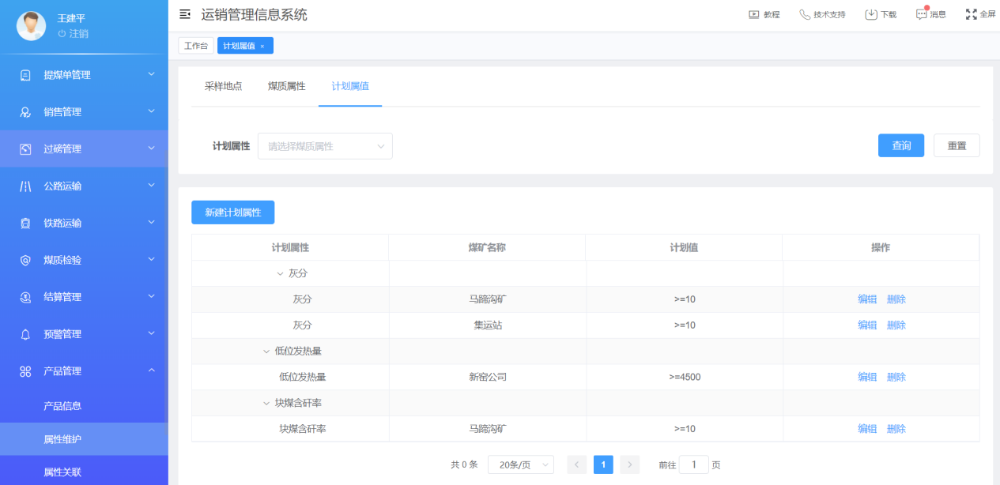 王建平
注销
提煤单管理
销售管理
过磅管理
公路运输
铁路运输
煤质检验
结算管理
预警管理
产品管理
产品信息
属性维护
属性关联
运销管理信息系统
教程 技术支持 下载 消息 全屏
工作台 计划属值 ×
采样地点 煤质属性 计划属值
计划属性 请选择煤质属性 查询 重置
新建计划属性
计划属性 煤矿名称 计划值 操作
灰分
灰分 马蹄沟矿 >=10 编辑 删除
灰分 集运站 >=10 编辑 删除
低位发热量
低位发热量 新窑公司 >=4500 编辑 删除
块煤含矸率
块煤含矸率 马蹄沟矿 >=10 编辑 删除
共 0 条 20条/页 1 前往 1 页